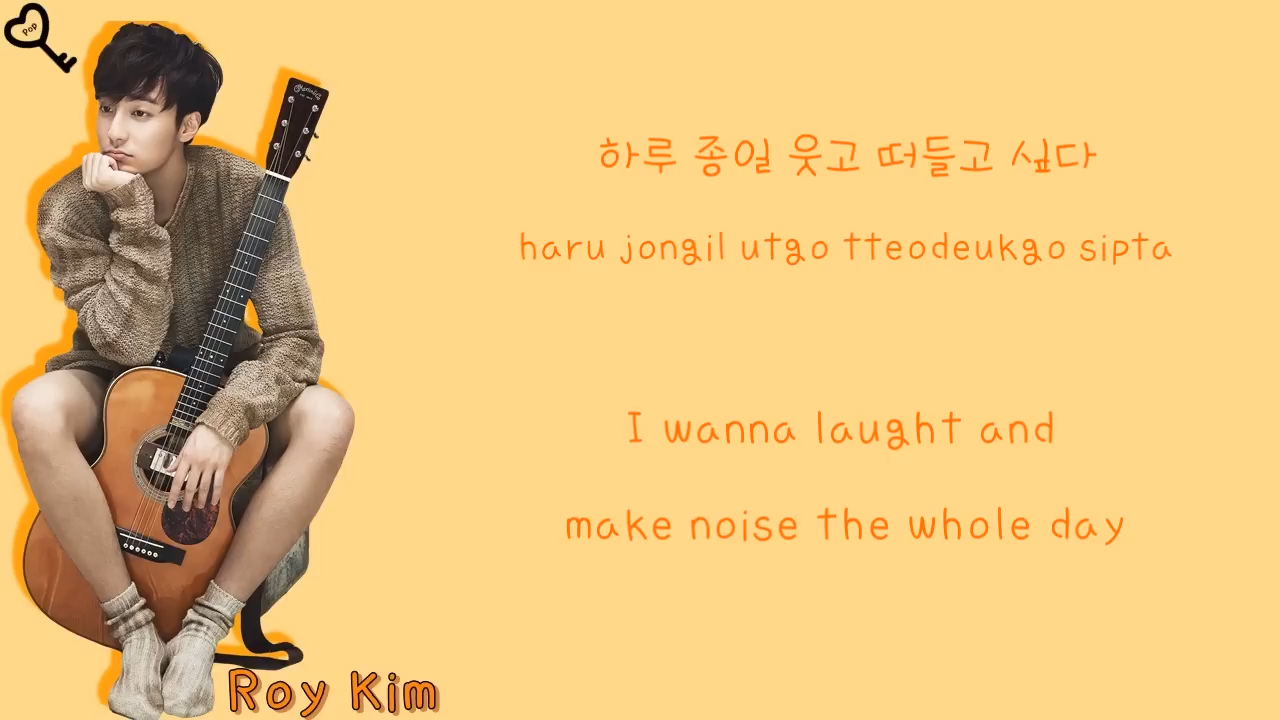 POP
하루 종일 웃고 떠들고 싶다
haru jongil utgo tteodeukgo sipta
I wanna laught and
make noise the whole day
Roy Kim